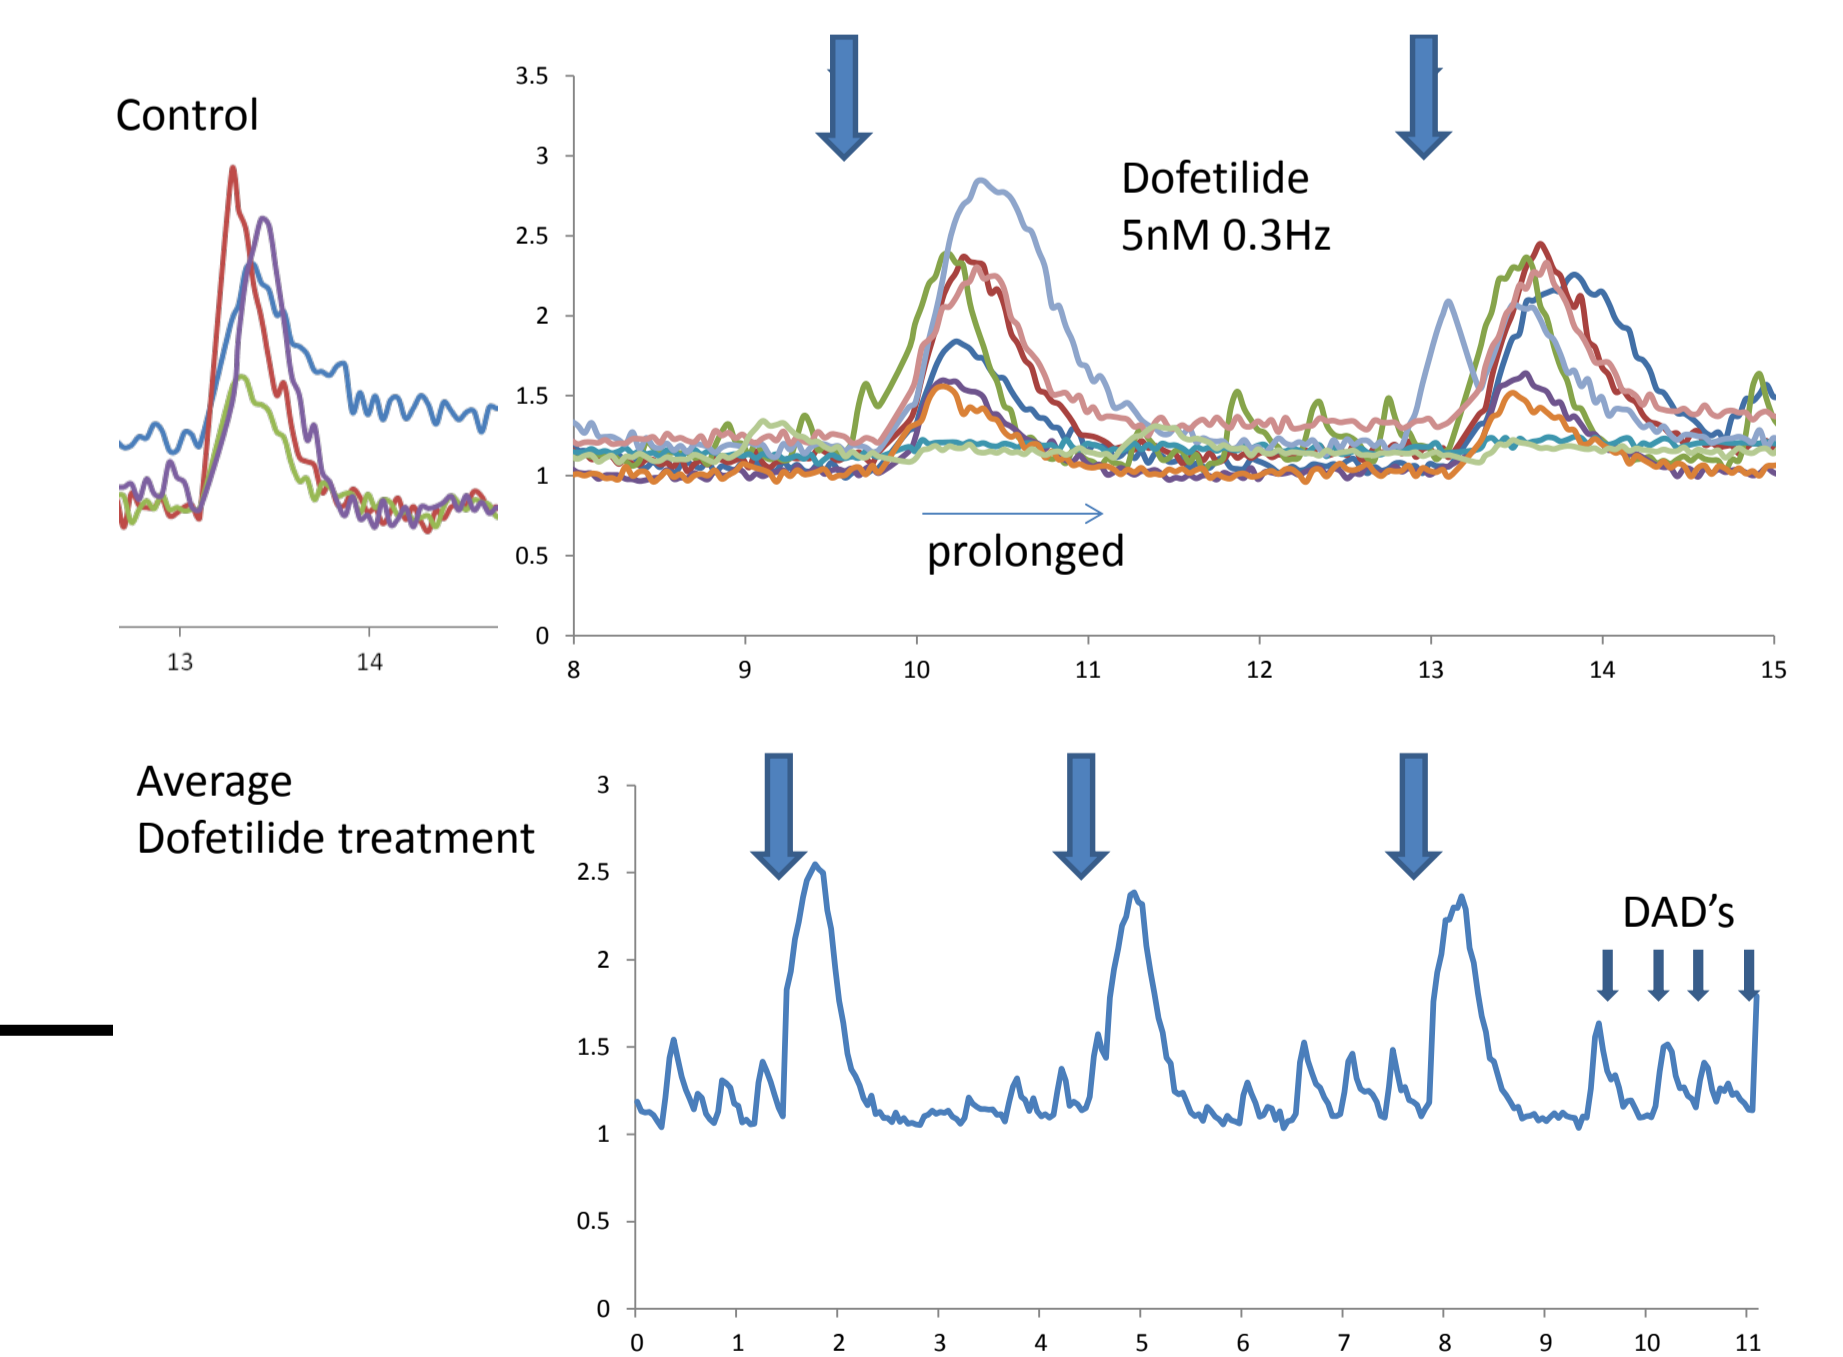 Control
Dofetilide
5nM 0.3Hz
3.5
3
2.5
2
1.5
1
0.5
0
prolonged
13 14
8 9 10 11 12 13 14 15
Average
Dofetilide treatment
DAD’s
3
2.5
2
1.5
1
0.5
0
0 1 2 3 4 5 6 7 8 9 10 11